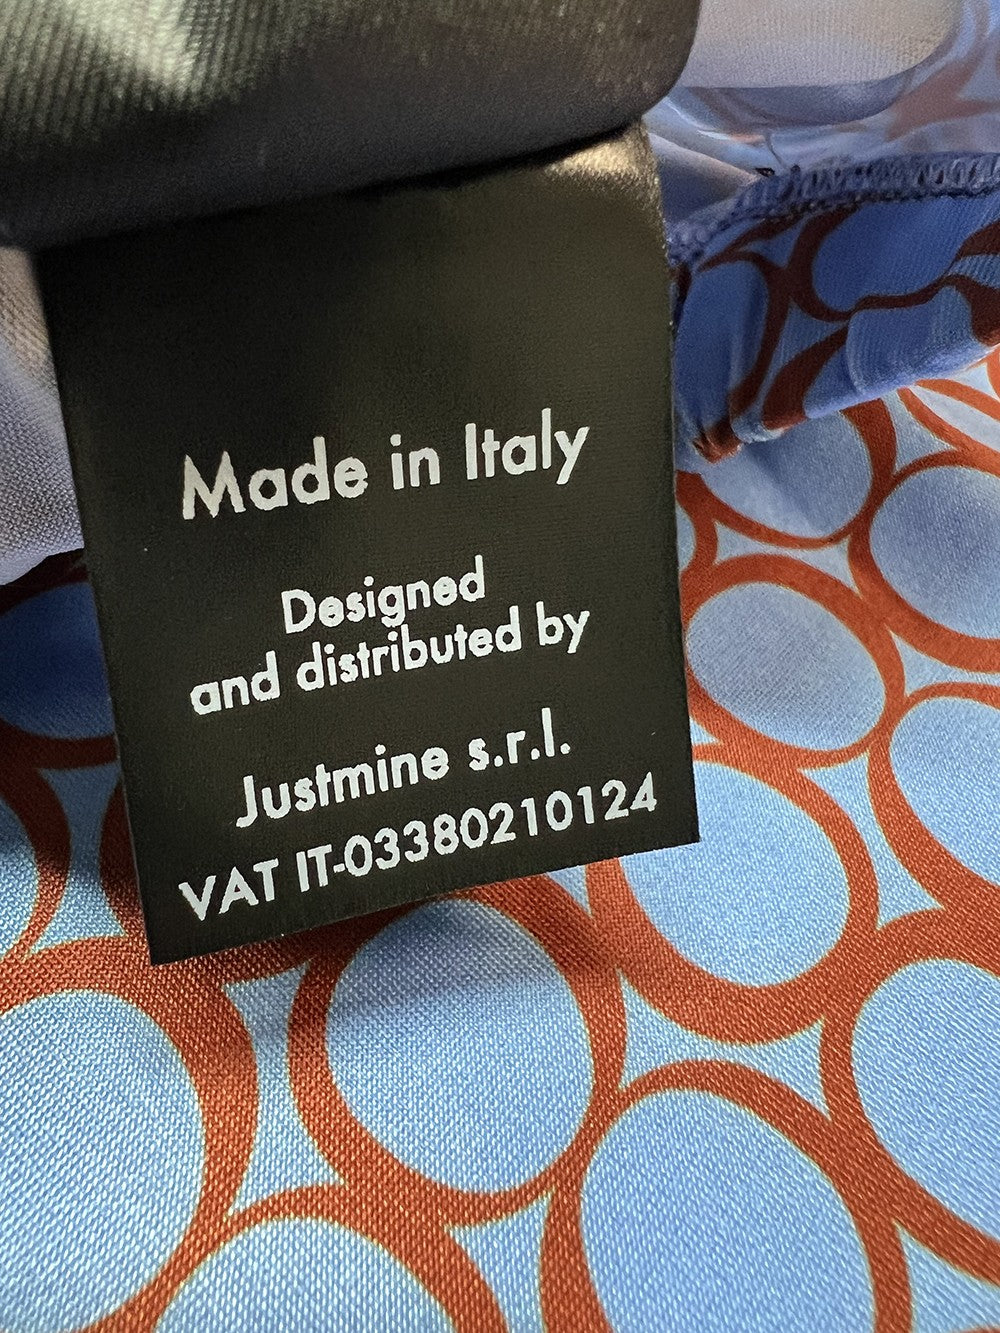 Made in Italy
Designed
and distributed by
Justmine s.r.l.
VAT IT-03380210124